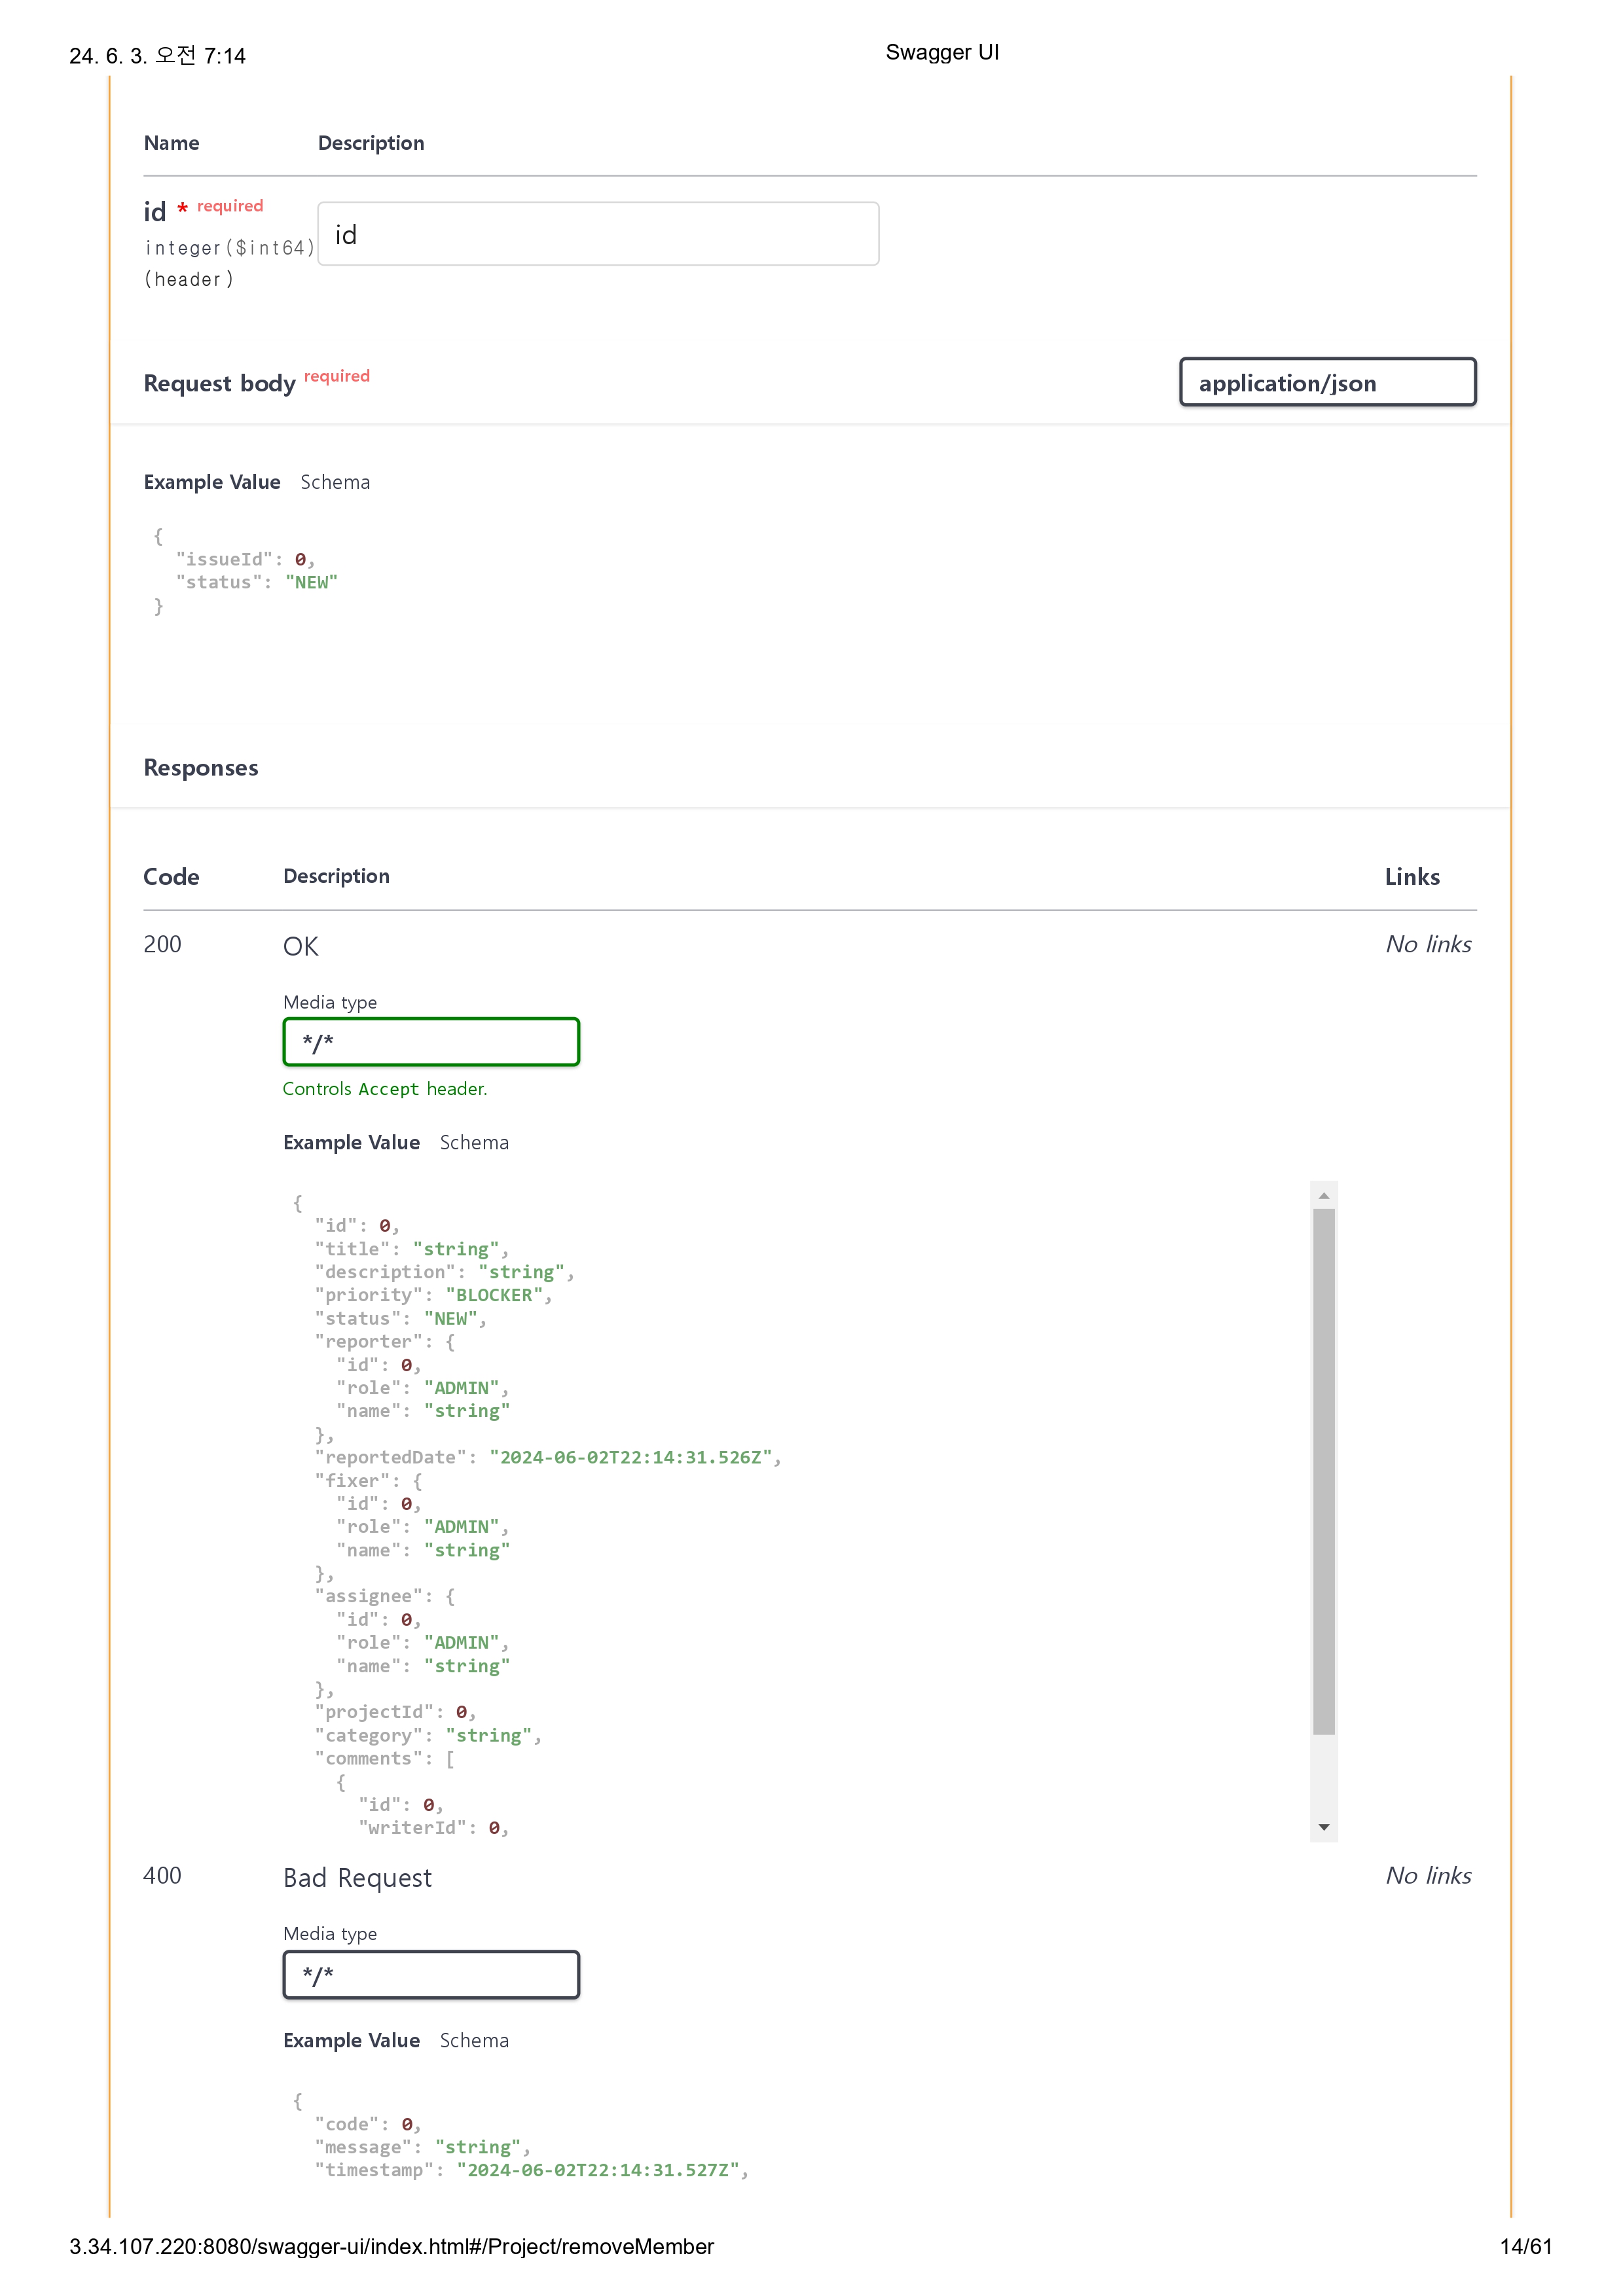 24. 6. 3. 오전 7:14
Swagger UI
Name Description
id * required
integer($int64)
(header)
id
Request body required
application/json
Example Value Schema
{
  "issueId": 0,
  "status": "NEW"
}
Responses
Code Description Links
200 OK No links
Media type
*/*
Controls Accept header.
Example Value Schema
{
  "id": 0,
  "title": "string",
  "description": "string",
  "priority": "BLOCKER",
  "status": "NEW",
  "reporter": {
    "id": 0,
    "role": "ADMIN",
    "name": "string"
  },
  "reportedDate": "2024-06-02T22:14:31.526Z",
  "fixer": {
    "id": 0,
    "role": "ADMIN",
    "name": "string"
  },
  "assignee": {
    "id": 0,
    "role": "ADMIN",
    "name": "string"
  },
  "projectId": 0,
  "category": "string",
  "comments": [
    {
      "id": 0,
      "writerId": 0,
400 Bad Request No links
Media type
*/*
Example Value Schema
{
  "code": 0,
  "message": "string",
  "timestamp": "2024-06-02T22:14:31.527Z",
3.34.107.220:8080/swagger-ui/index.html#/Project/removeMember
14/61